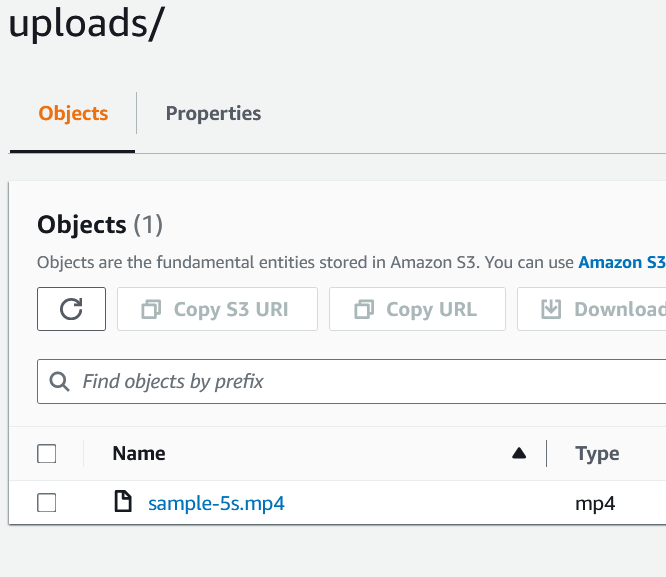 uploads/
Objects Properties
Objects (1)
Objects are the fundamental entities stored in Amazon S3. You can use Amazon S3
Copy S3 URI Copy URL Download
Find objects by prefix
Name Type
sample-5s.mp4 mp4